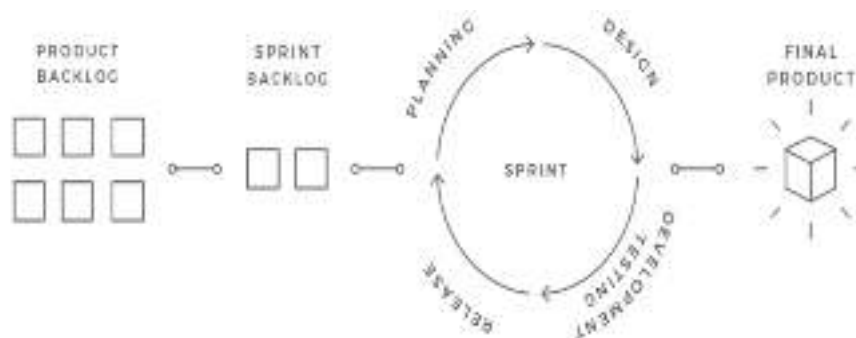 PRODUCT
BACKLOG
SPRINT
BACKLOG
PLANNING
DESIGN
SPRINT
DEVELOPMENT
TESTING
RELEASE
FINAL
PRODUCT